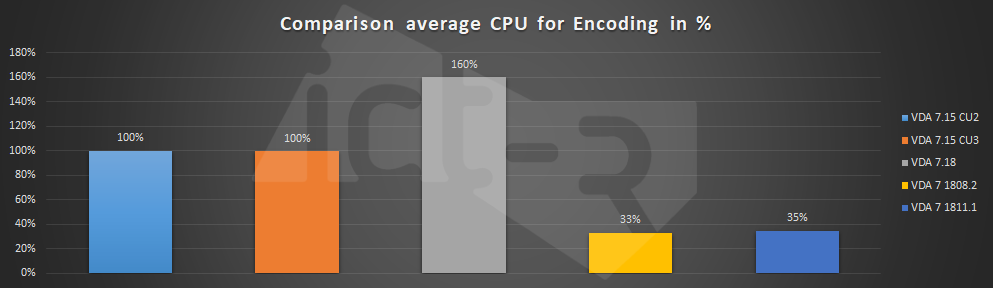 Comparison average CPU for Encoding in %
180%
160%
140%
120%
100%
80%
60%
40%
20%
0%
100%
100%
160%
33%
35%
VDA 7.15 CU2
VDA 7.15 CU3
VDA 7.18
VDA 7 1808.2
VDA 7 1811.1